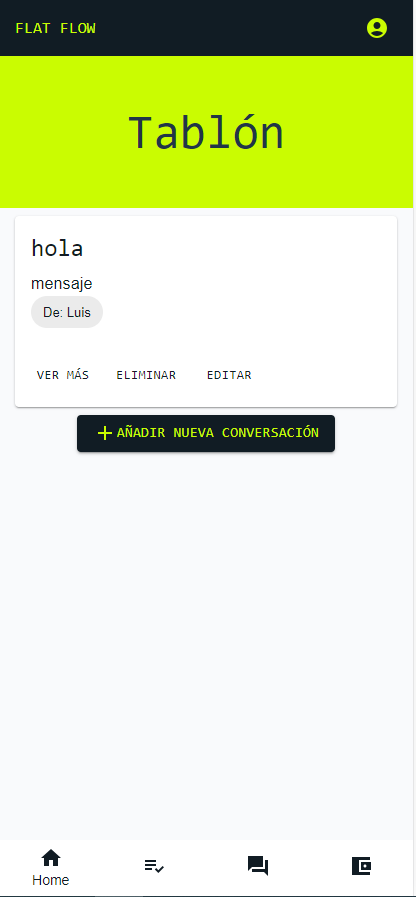 FLAT FLOW
Tablón
hola
mensaje
De: Luis
VER MÁS ELIMINAR EDITAR
AÑADIR NUEVA CONVERSACIÓN
Home